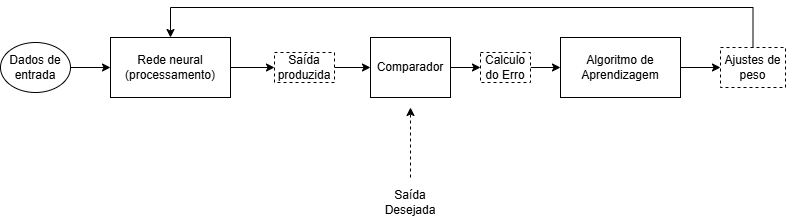 Dados de
entrada
Rede neural
(processamento)
Saída
produzida
Comparador
Calculo
do Erro
Algoritmo de
Aprendizagem
Ajustes de
peso
Saída
Desejada